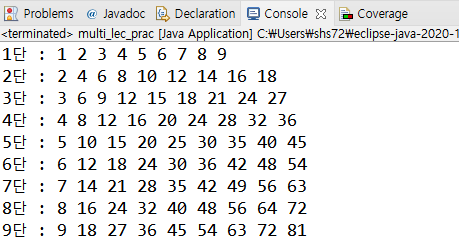 Problems @ Javadoc Declaration Console Coverage
<terminated> multi_lec_prac [Java Application] C:₩Users₩shs72₩eclipse-java-2020-1
1단 : 1 2 3 4 5 6 7 8 9
2단 : 2 4 6 8 10 12 14 16 18
3단 : 3 6 9 12 15 18 21 24 27
4단 : 4 8 12 16 20 24 28 32 36
5단 : 5 10 15 20 25 30 35 40 45
6단 : 6 12 18 24 30 36 42 48 54
7단 : 7 14 21 28 35 42 49 56 63
8단 : 8 16 24 32 40 48 56 64 72
9단 : 9 18 27 36 45 54 63 72 81